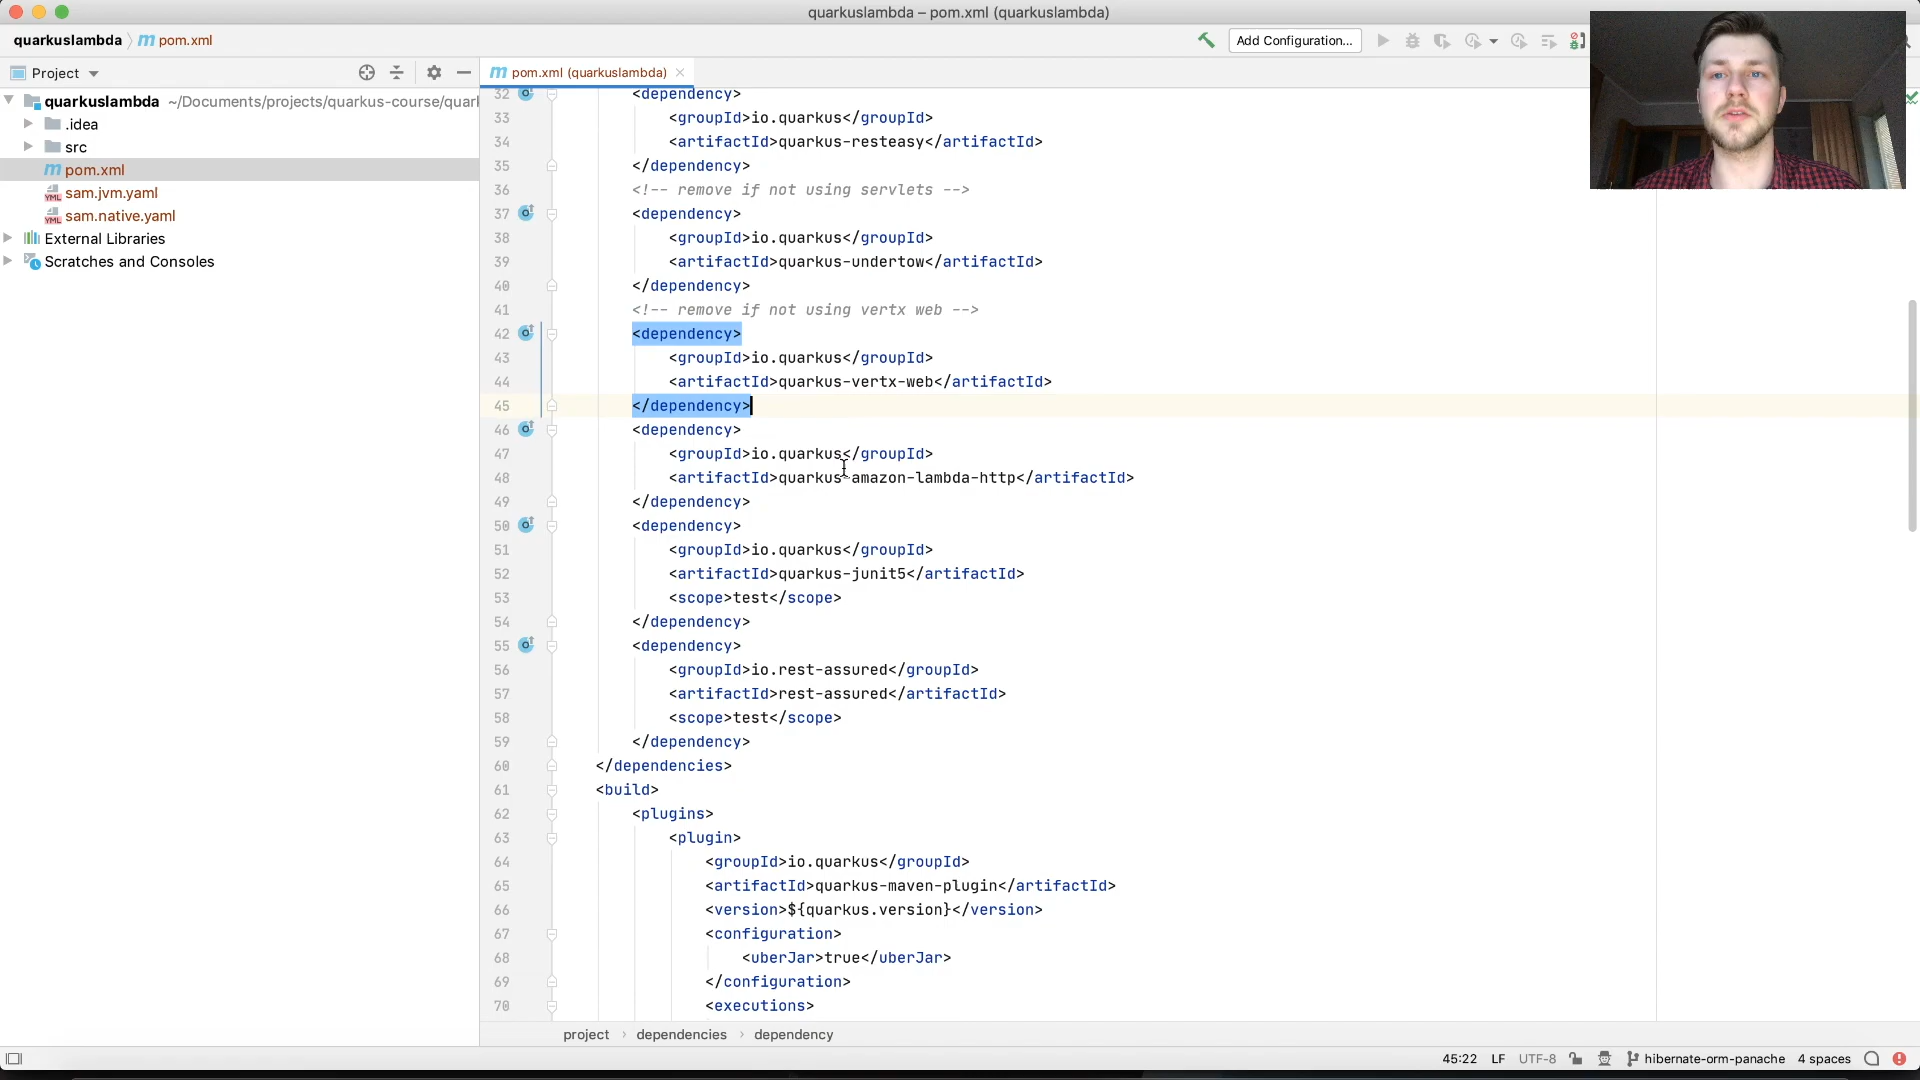 quarkuslambda – pom.xml (quarkuslambda)
quarkuslambda
pom.xml
Add Configuration...
Project
pom.xml (quarkuslambda)
quarkuslambda ~/Documents/projects/quarkus-course/quar
.idea
src
pom.xml
sam.jvm.yaml
sam.native.yaml
External Libraries
Scratches and Consoles
32 <dependency>
33 <groupId>io.quarkus</groupId>
34 <artifactId>quarkus-resteasy</artifactId>
35 </dependency>
36 <!-- remove if not using servlets -->
37 <dependency>
38 <groupId>io.quarkus</groupId>
39 <artifactId>quarkus-undertow</artifactId>
40 </dependency>
41 <!-- remove if not using vertx web -->
42 <dependency>
43 <groupId>io.quarkus</groupId>
44 <artifactId>quarkus-vertx-web</artifactId>
45 </dependency>
46 <dependency>
47 <groupId>io.quarkus</groupId>
48 <artifactId>quarkus-amazon-lambda-http</artifactId>
49 </dependency>
50 <dependency>
51 <groupId>io.quarkus</groupId>
52 <artifactId>quarkus-junit5</artifactId>
53 <scope>test</scope>
54 </dependency>
55 <dependency>
56 <groupId>io.rest-assured</groupId>
57 <artifactId>rest-assured</artifactId>
58 <scope>test</scope>
59 </dependency>
60 </dependencies>
61 <build>
62 <plugins>
63 <plugin>
64 <groupId>io.quarkus</groupId>
65 <artifactId>quarkus-maven-plugin</artifactId>
66 <version>${quarkus.version}</version>
67 <configuration>
68 <uberJar>true</uberJar>
69 </configuration>
70 <executions>
project › dependencies › dependency
45:22 LF UTF-8 hibernate-orm-panache 4 spaces